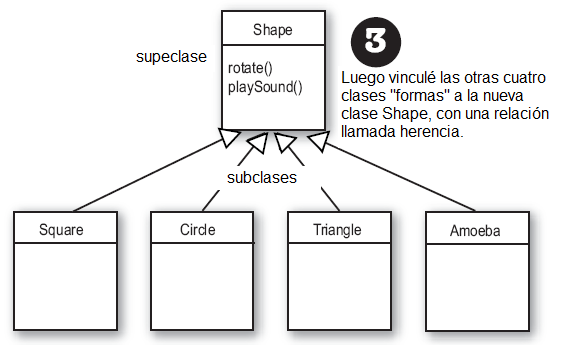 Shape
supeclase
rotate()
playSound()
3
Luego vinculé las otras cuatro
clases "formas" a la nueva
clase Shape, con una relación
llamada herencia.
subclases
Square
Circle
Triangle
Amoeba